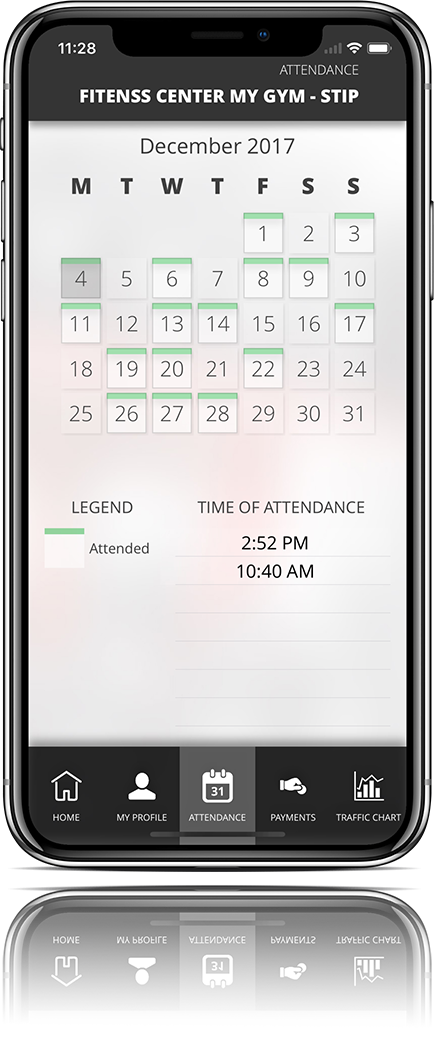 11:28
ATTENDANCE
FITENSS CENTER MY GYM - STIP
December 2017
M T W T F S S
1 2 3
4 5 6 7 8 9 10
11 12 13 14 15 16 17
18 19 20 21 22 23 24
25 26 27 28 29 30 31
LEGEND TIME OF ATTENDANCE
Attended 2:52 PM
10:40 AM
31
HOME MY PROFILE ATTENDANCE PAYMENTS TRAFFIC CHART